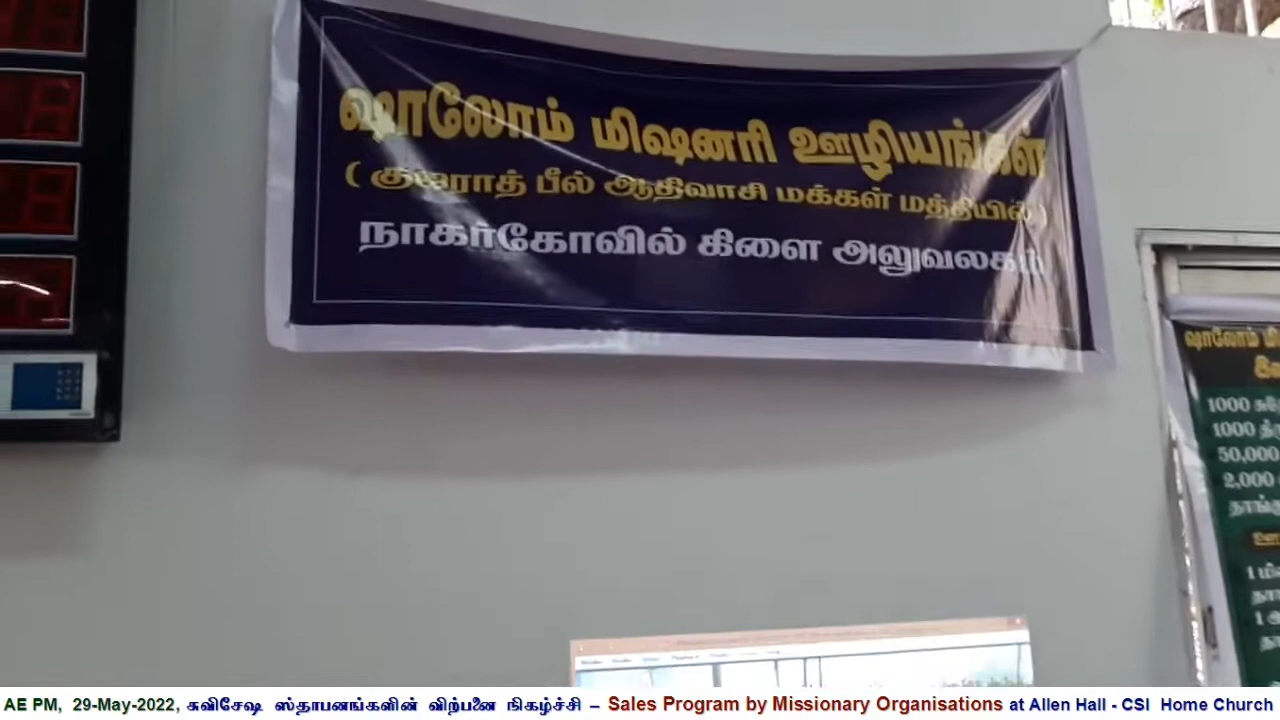 ஷாலோம் மிஷனரி ஊழியங்கள்
( குஜராத் பீல் ஆதிவாசி மக்கள் மத்தியில் )
நாகர்கோவில் கிளை அலுவலகம்
ஷாலோம்
1000
1000
50,000
2,000
AE PM, 29-May-2022, சுவிசேஷ ஸ்தாபனங்களின் விற்பனை நிகழ்ச்சி – Sales Program by Missionary Organisations at Allen Hall - CSI Home Church